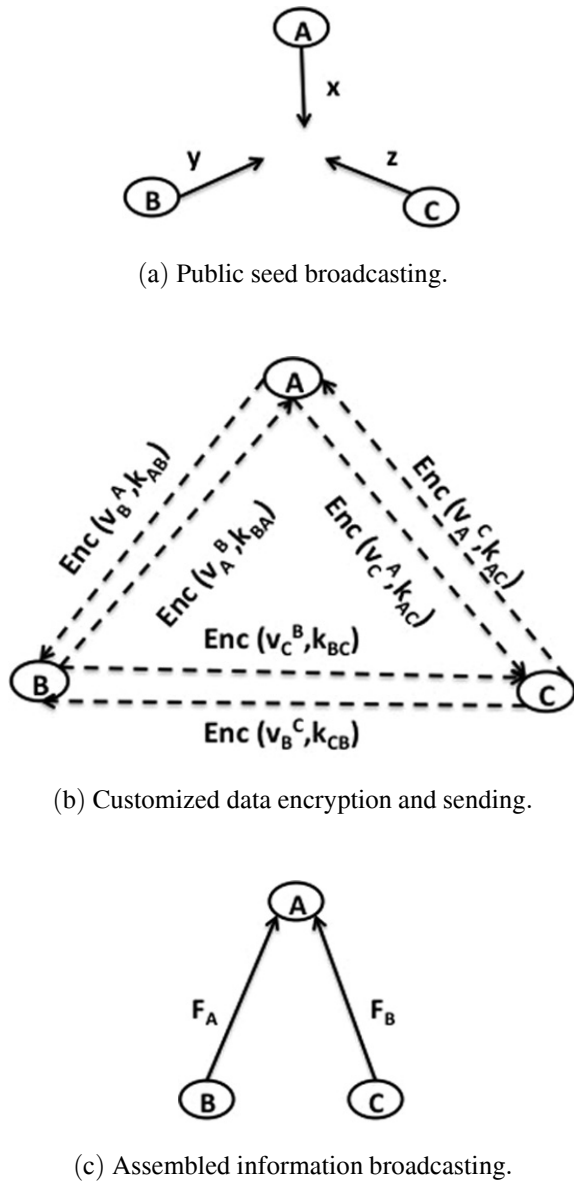 A
x
y
z
B
C
(a) Public seed broadcasting.
A
Enc (v_B^A,k_AB)
Enc (v_A^B,k_BA)
Enc (v_C^A,k_AC)
Enc (v_A^C,k_AC)
Enc (v_C^B,k_BC)
B
C
Enc (v_B^C,k_CB)
(b) Customized data encryption and sending.
A
F_A
F_B
B
C
(c) Assembled information broadcasting.